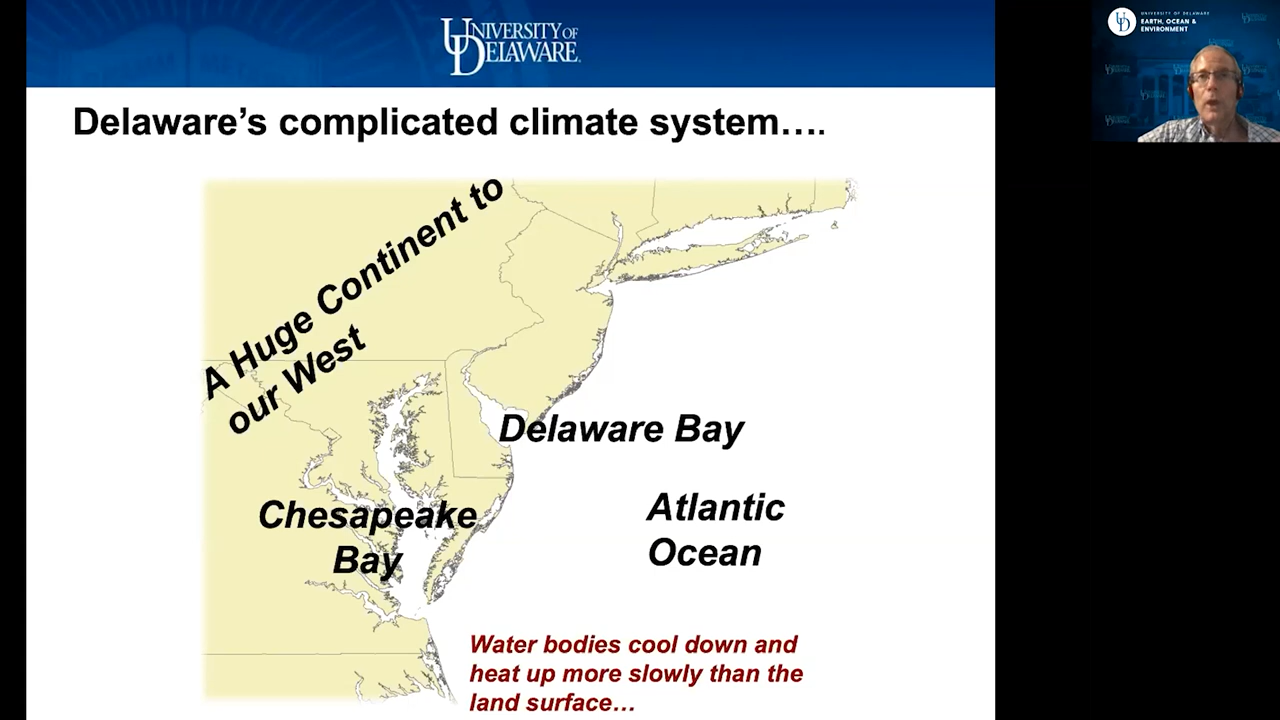 UNIVERSITY OF
DELAWARE
UNIVERSITY OF DELAWARE
EARTH, OCEAN &
ENVIRONMENT
Delaware’s complicated climate system….
A Huge Continent to
our West
Delaware Bay
Chesapeake
Bay
Atlantic
Ocean
Water bodies cool down and
heat up more slowly than the
land surface…